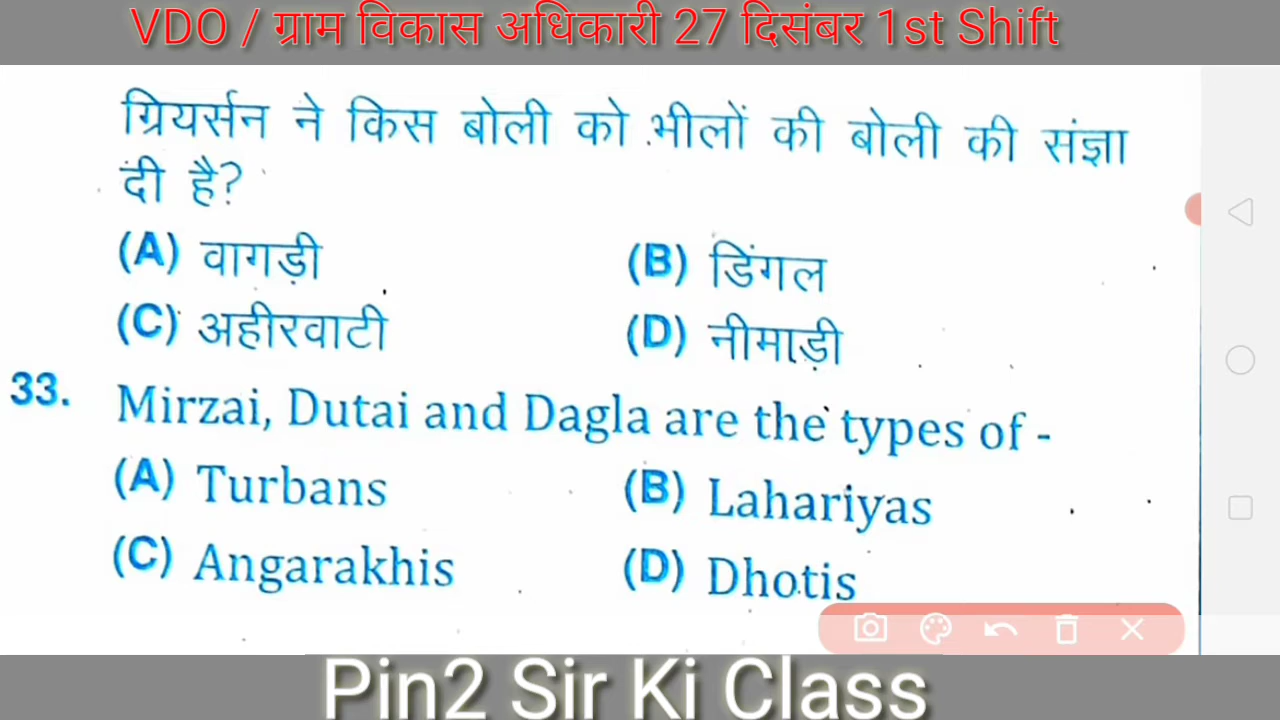 VDO / ग्राम विकास अधिकारी 27 दिसंबर 1st Shift
ग्रियर्सन ने किस बोली को भीलों की बोली की संज्ञा
दी है?
(A) वागड़ी (B) डिंगल
(C) अहीरवाटी (D) नीमाड़ी
33. Mirzai, Dutai and Dagla are the types of -
(A) Turbans (B) Lahariyas
(C) Angarakhis (D) Dhotis
Pin2 Sir Ki Class